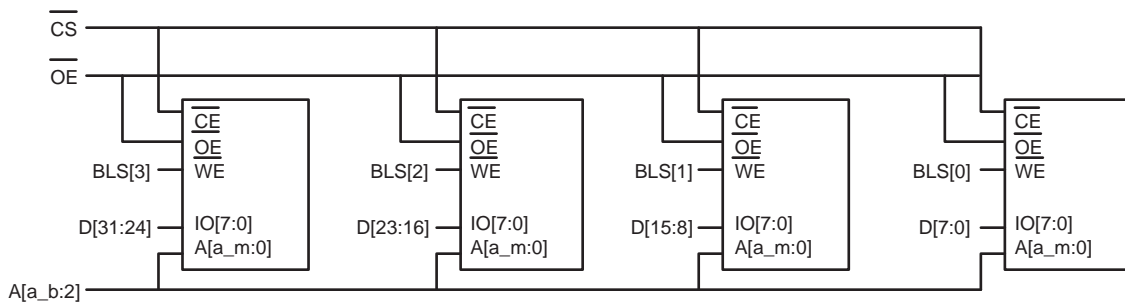 CS
OE
CE
OE
BLS[3] WE
D[31:24] IO[7:0]
A[a_m:0]
CE
OE
BLS[2] WE
D[23:16] IO[7:0]
A[a_m:0]
CE
OE
BLS[1] WE
D[15:8] IO[7:0]
A[a_m:0]
CE
OE
BLS[0] WE
D[7:0] IO[7:0]
A[a_m:0]
A[a_b:2]